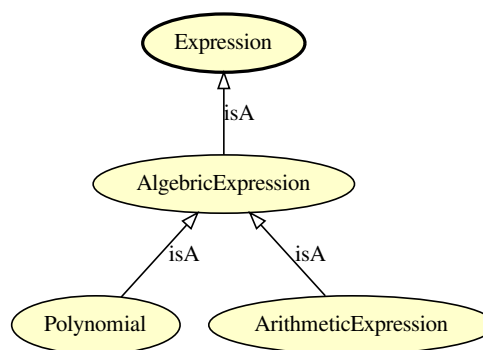 Expression
isA
AlgebricExpression
isA
isA
Polynomial
ArithmeticExpression